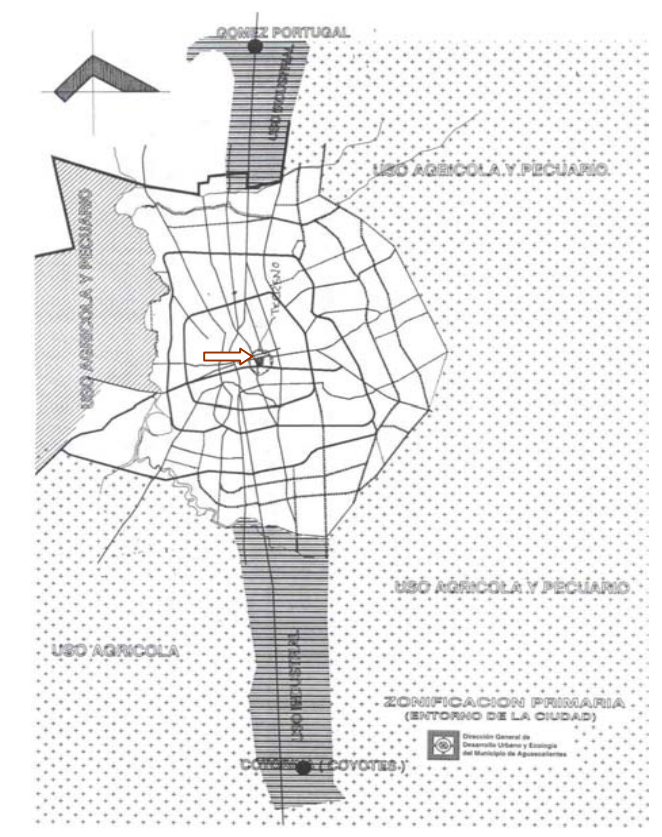 GOMEZ PORTUGAL
USO INDUSTRIAL
USO AGRICOLA Y PECUARIO
USO AGRICOLA Y PECUARIO
USO AGRICOLA Y PECUARIO
USO AGRICOLA
USO INDUSTRIAL
ZONIFICACION PRIMARIA
(ENTORNO DE LA CIUDAD)
Dirección General de
Desarrollo Urbano y Ecología
del Municipio de Aguascalientes
(COYOTES.)